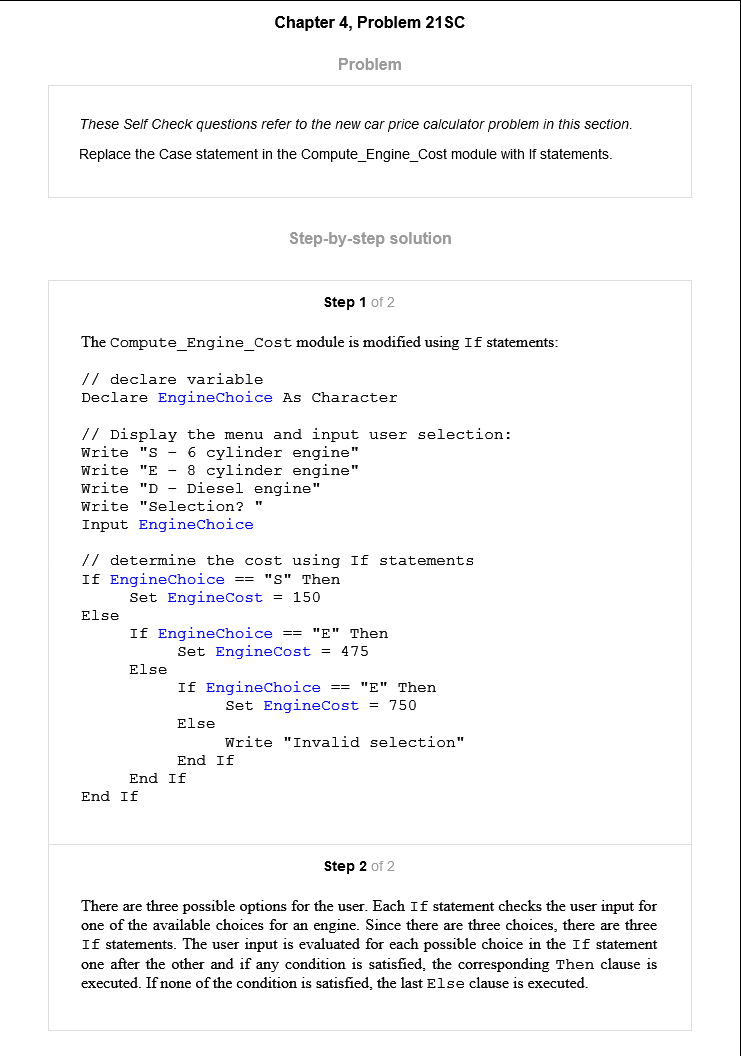 Chapter 4, Problem 21SC
Problem
These Self Check questions refer to the new car price calculator problem in this section.
Replace the Case statement in the Compute_Engine_Cost module with If statements.
Step-by-step solution
Step 1 of 2
The Compute_Engine_Cost module is modified using If statements:
// declare variable
Declare EngineChoice As Character
// Display the menu and input user selection:
Write "S - 6 cylinder engine"
Write "E - 8 cylinder engine"
Write "D - Diesel engine"
Write "Selection? "
Input EngineChoice
// determine the cost using If statements
If EngineChoice == "S" Then
Set EngineCost = 150
Else
If EngineChoice == "E" Then
Set EngineCost = 475
Else
If EngineChoice == "E" Then
Set EngineCost = 750
Else
Write "Invalid selection"
End If
End If
End If
Step 2 of 2
There are three possible options for the user. Each If statement checks the user input for
one of the available choices for an engine. Since there are three choices, there are three
If statements. The user input is evaluated for each possible choice in the If statement
one after the other and if any condition is satisfied, the corresponding Then clause is
executed. If none of the condition is satisfied, the last Else clause is executed.